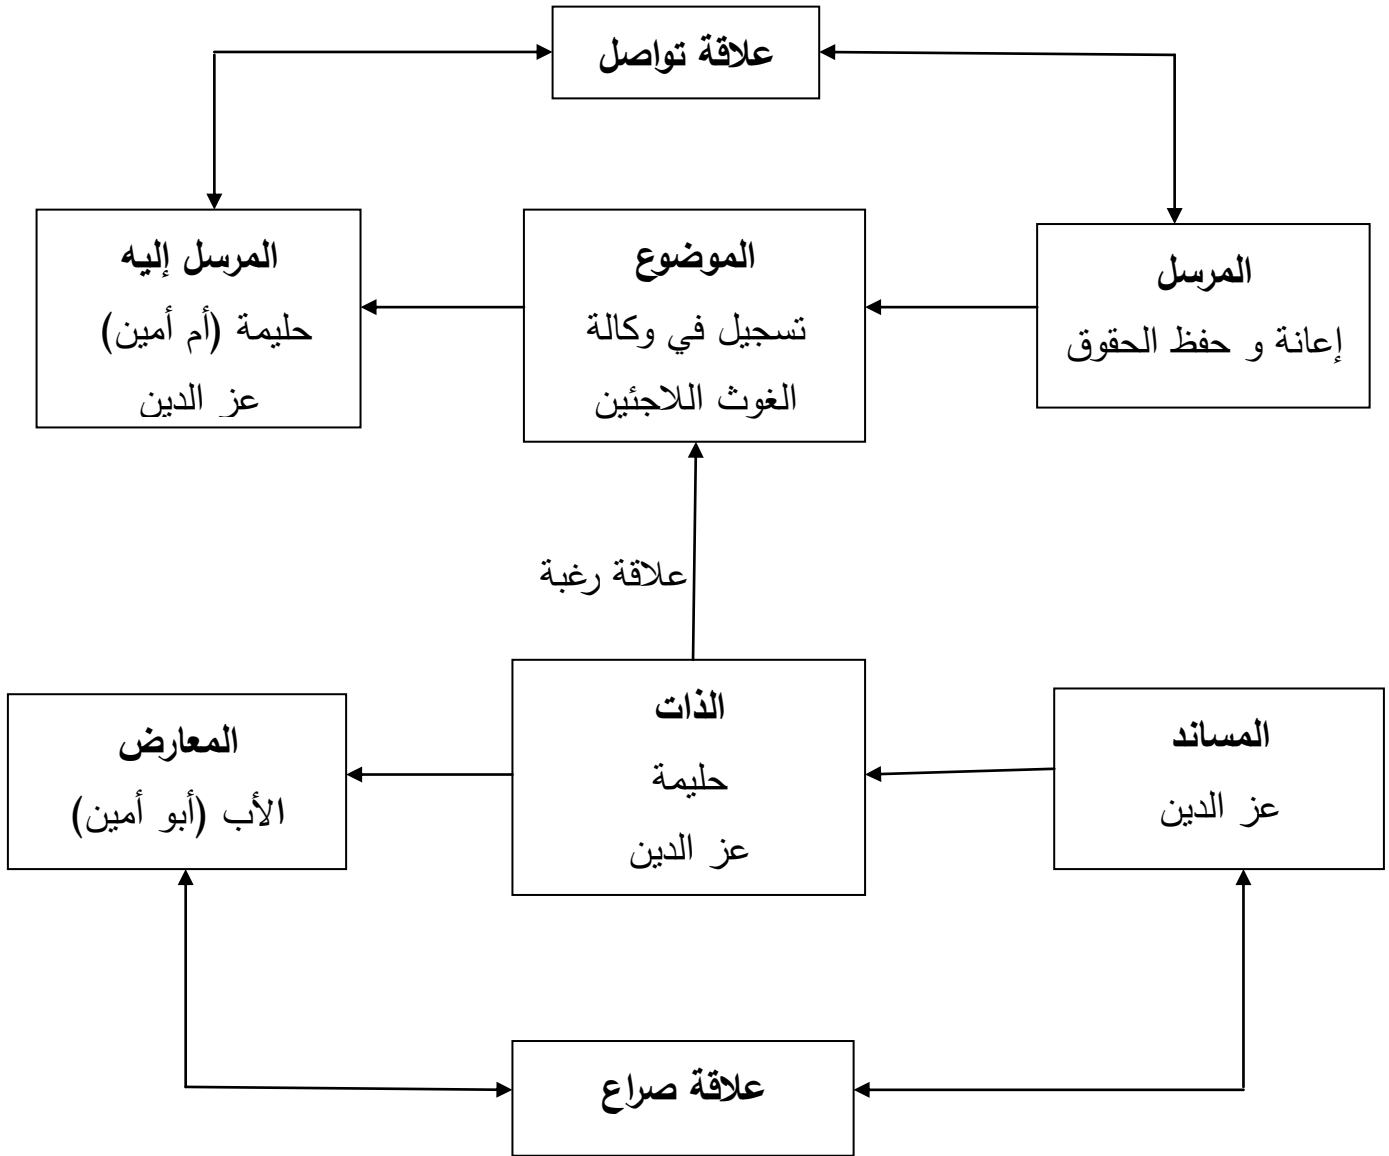 علاقة تواصل
المرسل
إعانة و حفظ الحقوق
الموضوع
تسجيل في وكالة
الغوث اللاجئين
المرسل إليه
حليمة (أم أمين)
عز الدين
علاقة رغبة
المساند
عز الدين
الذات
حليمة
عز الدين
المعارض
الأب (أبو أمين)
علاقة صراع